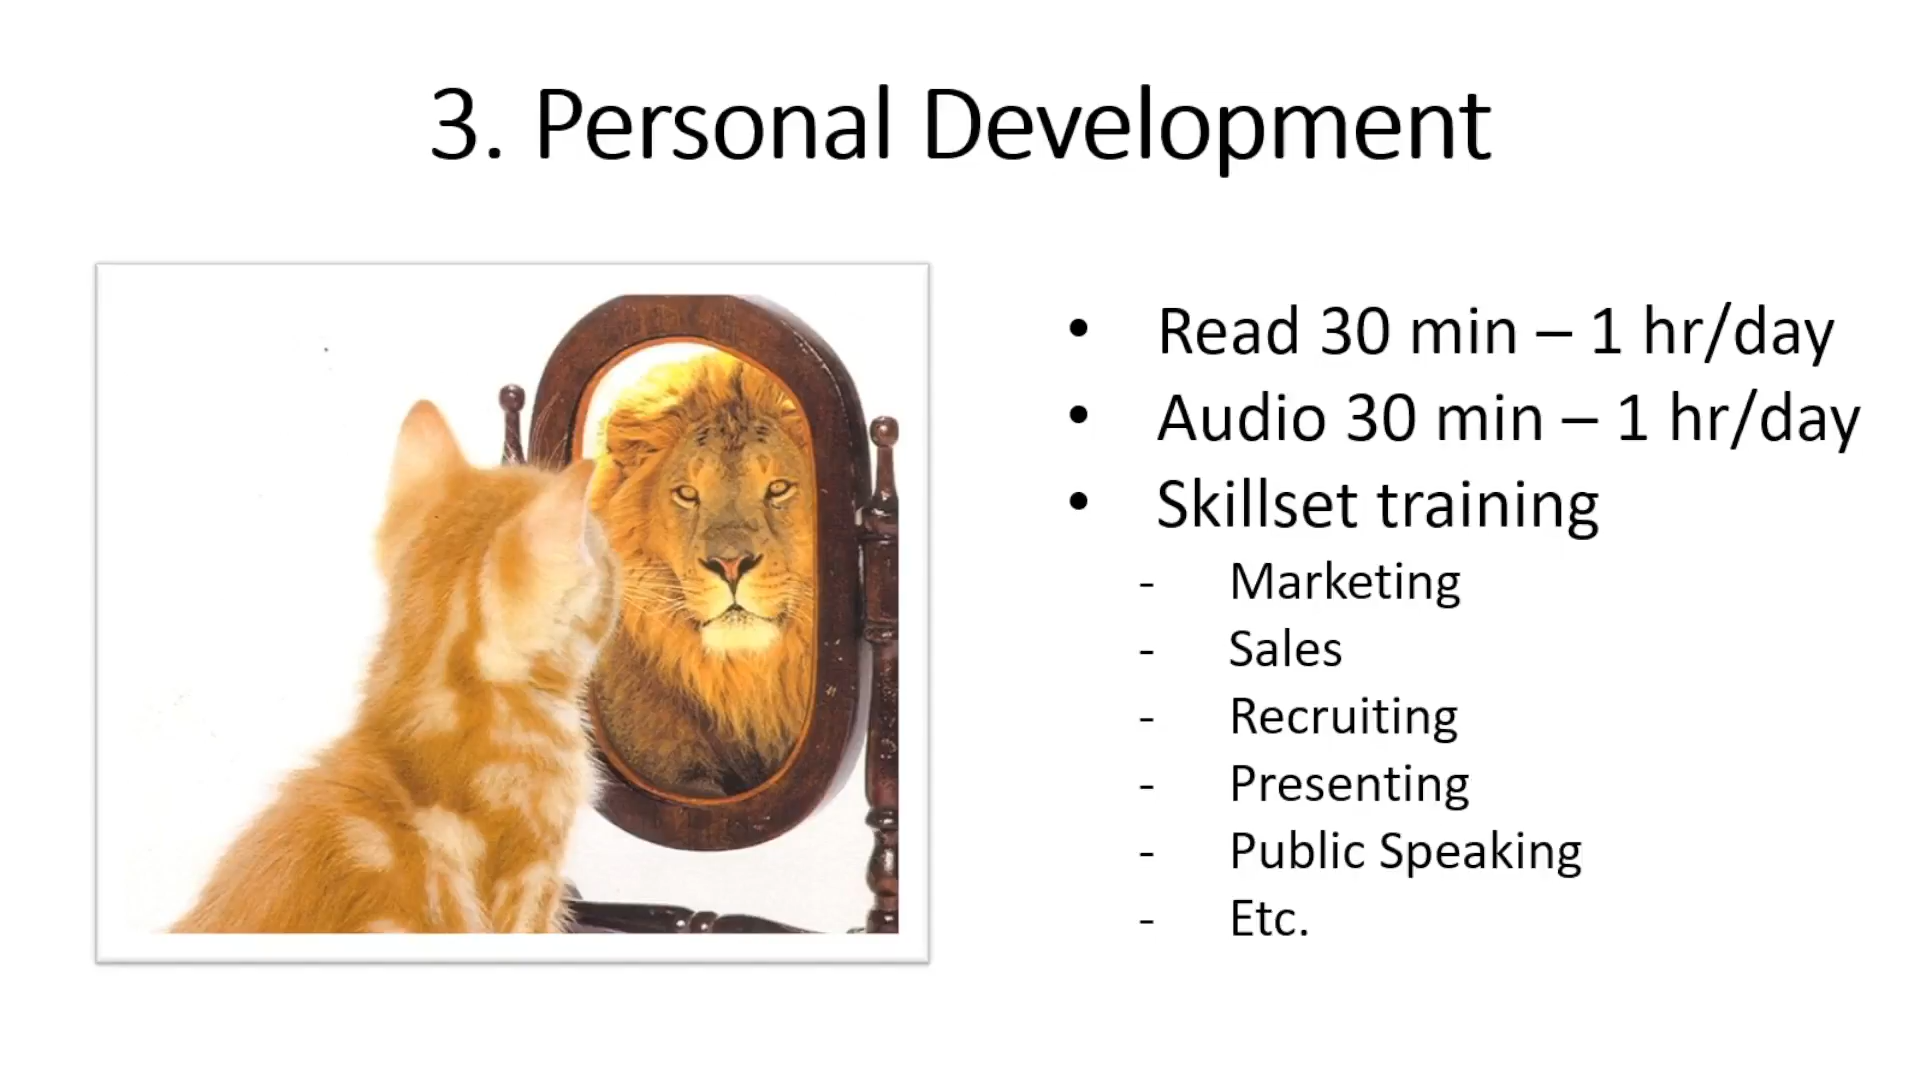 3. Personal Development
• Read 30 min – 1 hr/day
• Audio 30 min – 1 hr/day
• Skillset training
- Marketing
- Sales
- Recruiting
- Presenting
- Public Speaking
- Etc.